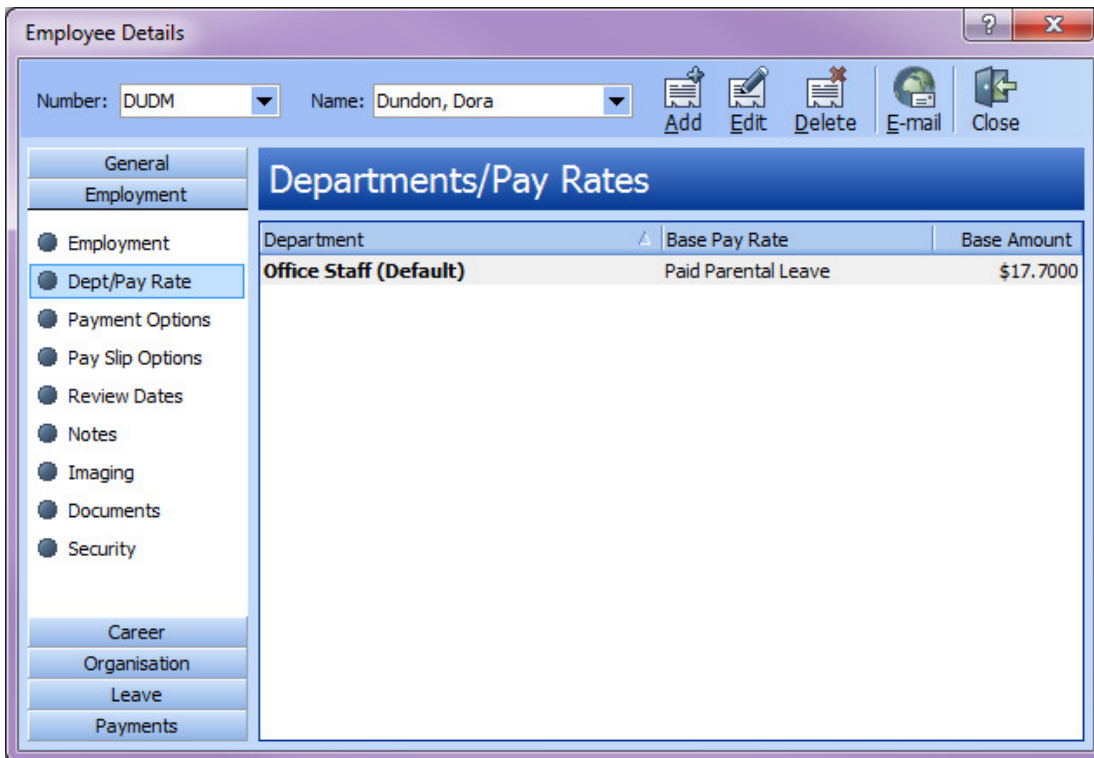 Employee Details
Number: DUDM Name: Dundon, Dora Add Edit Delete E-mail Close
General
Employment
Employment
Dept/Pay Rate
Payment Options
Pay Slip Options
Review Dates
Notes
Imaging
Documents
Security
Career
Organisation
Leave
Payments
Departments/Pay Rates
Department Base Pay Rate Base Amount
Office Staff (Default) Paid Parental Leave $17.7000